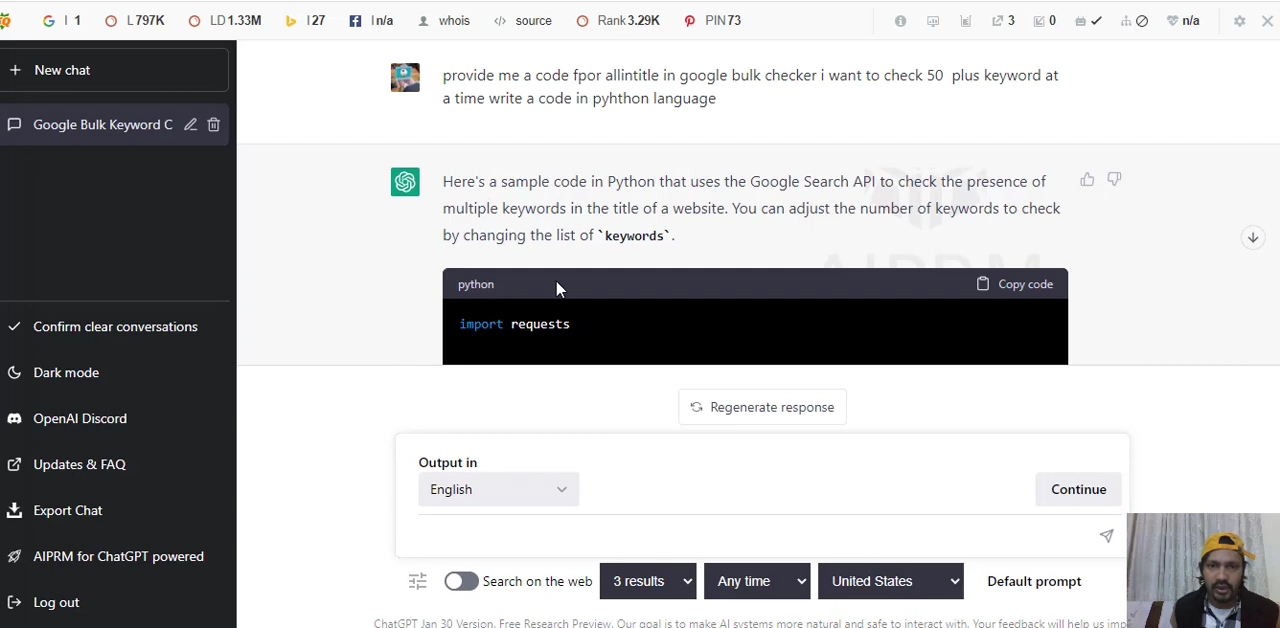 I 1
L 797K
LD 1.33M
I 27
I n/a
whois
source
Rank 3.29K
PIN 73
3
0
n/a
New chat
Google Bulk Keyword C
Confirm clear conversations
Dark mode
OpenAI Discord
Updates & FAQ
Export Chat
AIPRM for ChatGPT powered
Log out
provide me a code fpor allintitle in google bulk checker i want to check 50 plus keyword at
a time write a code in pyhthon language
Here's a sample code in Python that uses the Google Search API to check the presence of
multiple keywords in the title of a website. You can adjust the number of keywords to check
by changing the list of `keywords`.
AIPRM
python
Copy code
import requests
Regenerate response
Output in
English
Continue
Search on the web
3 results
Any time
United States
Default prompt
ChatGPT Jan 30 Version. Free Research Preview. Our goal is to make AI systems more natural and safe to interact with. Your feedback will help us